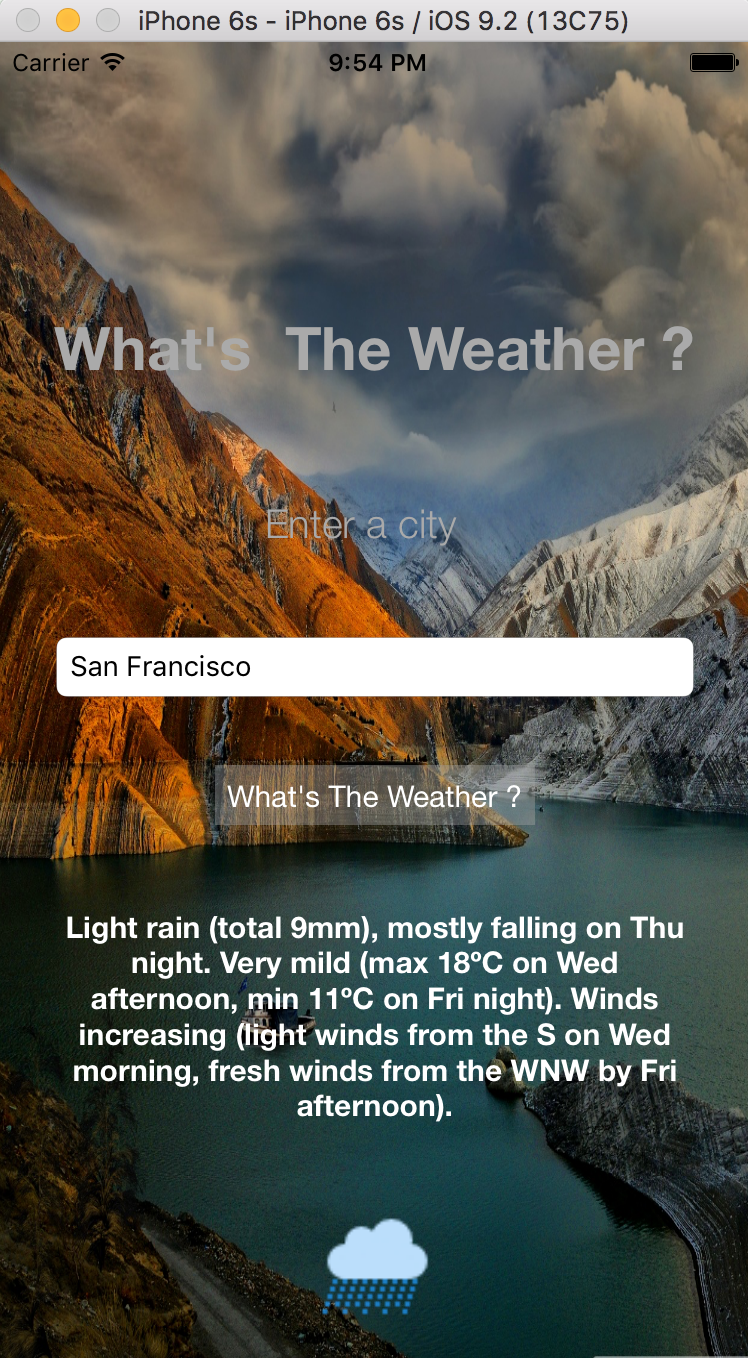 iPhone 6s - iPhone 6s / iOS 9.2 (13C75)
Carrier 9:54 PM
What's  The Weather ?
Enter a city
San Francisco
What's The Weather ?
Light rain (total 9mm), mostly falling on Thu
night. Very mild (max 18ºC on Wed
afternoon, min 11ºC on Fri night). Winds
increasing (light winds from the S on Wed
morning, fresh winds from the WNW by Fri
afternoon).